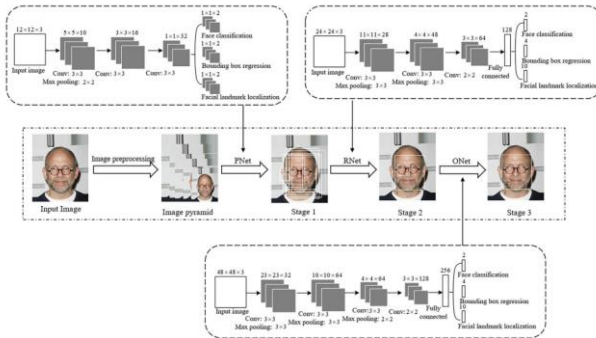 12×12×3
Input image
5×5×10
Conv: 3×3
Max pooling: 2×2
3×3×16
Conv: 3×3
1×1×32
Conv: 3×3
1×1×2
Face classification
1×1×2
Bounding box regression
1×1×2
Facial landmark localization
24×24×3
Input image
11×11×28
Conv: 3×3
Max pooling: 3×3
4×4×48
Conv: 3×3
Max pooling: 3×3
3×3×64
Conv: 2×2
128
Fully
connected
2
Face classification
4
Bounding box regression
10
Facial landmark localization
Input Image
Image preprocessing
Image pyramid
PNet
Stage 1
RNet
Stage 2
ONet
Stage 3
48×48×3
Input image
23×23×32
Conv: 3×3
Max pooling: 3×3
10×10×64
Conv: 3×3
Max pooling: 3×3
4×4×64
Conv:3×3
Max pooling: 2×2
3×3×128
Conv: 2×2
256
Fully
connected
2
Face classification
4
Bounding box regression
10
Facial landmark localization